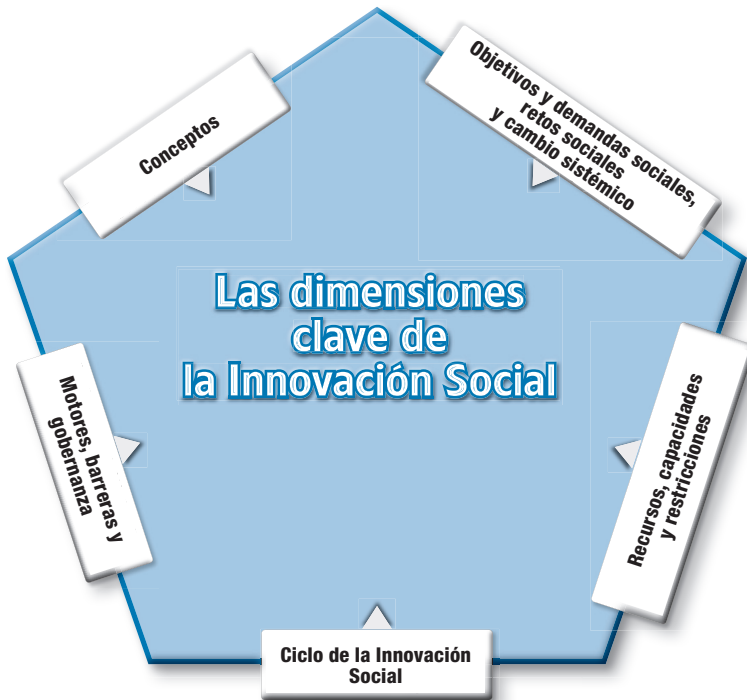 Conceptos
Objetivos y demandas sociales,
retos sociales
y cambio sistémico
Las dimensiones
clave de
la Innovación Social
Motores, barreras y
gobernanza
Recursos, capacidades
y restricciones
Ciclo de la Innovación
Social